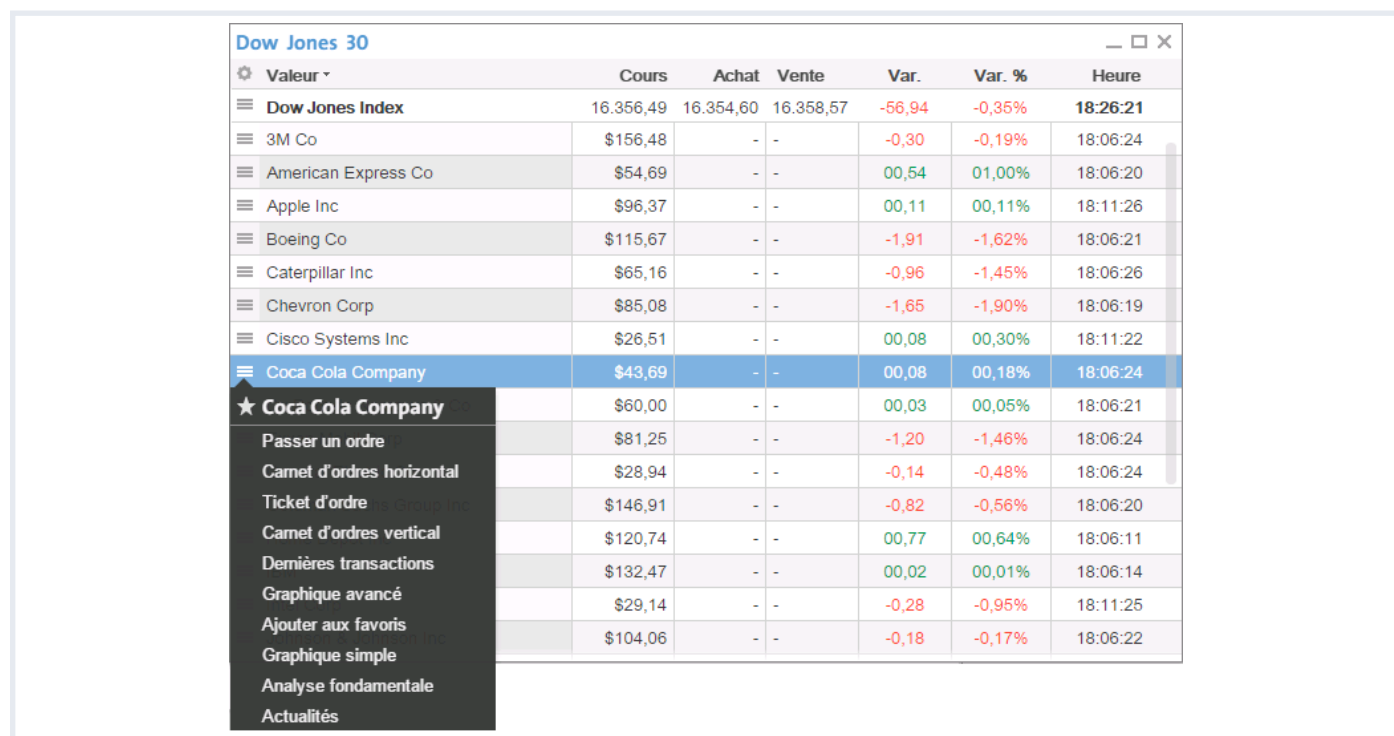 Dow Jones 30
Valeur Cours Achat Vente Var. Var. % Heure
Dow Jones Index 16.356,49 16.354,60 16.358,57 -56,94 -0,35% 18:26:21
3M Co $156,48 - - -0,30 -0,19% 18:06:24
American Express Co $54,69 - - 00,54 01,00% 18:06:20
Apple Inc $96,37 - - 00,11 00,11% 18:11:26
Boeing Co $115,67 - - -1,91 -1,62% 18:06:21
Caterpillar Inc $65,16 - - -0,96 -1,45% 18:06:26
Chevron Corp $85,08 - - -1,65 -1,90% 18:06:19
Cisco Systems Inc $26,51 - - 00,08 00,30% 18:11:22
Coca Cola Company $43,69 - - 00,08 00,18% 18:06:24
Coca Cola Company $60,00 - - 00,03 00,05% 18:06:21
Passer un ordre $81,25 - - -1,20 -1,46% 18:06:24
Carnet d'ordres horizontal $28,94 - - -0,14 -0,48% 18:06:24
Ticket d'ordre $146,91 - - -0,82 -0,56% 18:06:20
Carnet d'ordres vertical $120,74 - - 00,77 00,64% 18:06:11
Dernières transactions $132,47 - - 00,02 00,01% 18:06:14
Graphique avancé $29,14 - - -0,28 -0,95% 18:11:25
Ajouter aux favoris $104,06 - - -0,18 -0,17% 18:06:22
Graphique simple
Analyse fondamentale
Actualités